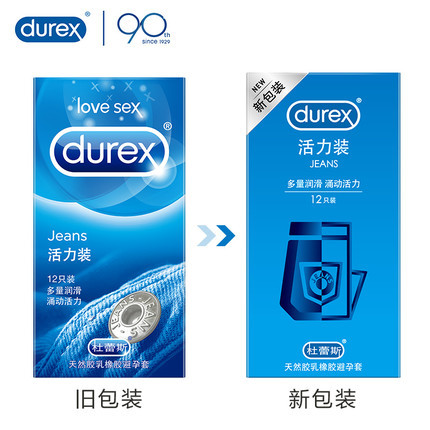 durex®
90th
since 1929
love sex
durex®
Jeans
活力装
12只装
多量润滑
涌动活力
JEANS JEANS
杜蕾斯
天然胶乳橡胶避孕套
旧包装
NEW
新包装
durex®
活力装
JEANS
多量润滑 涌动活力
12只装
杜蕾斯
天然胶乳橡胶避孕套
新包装